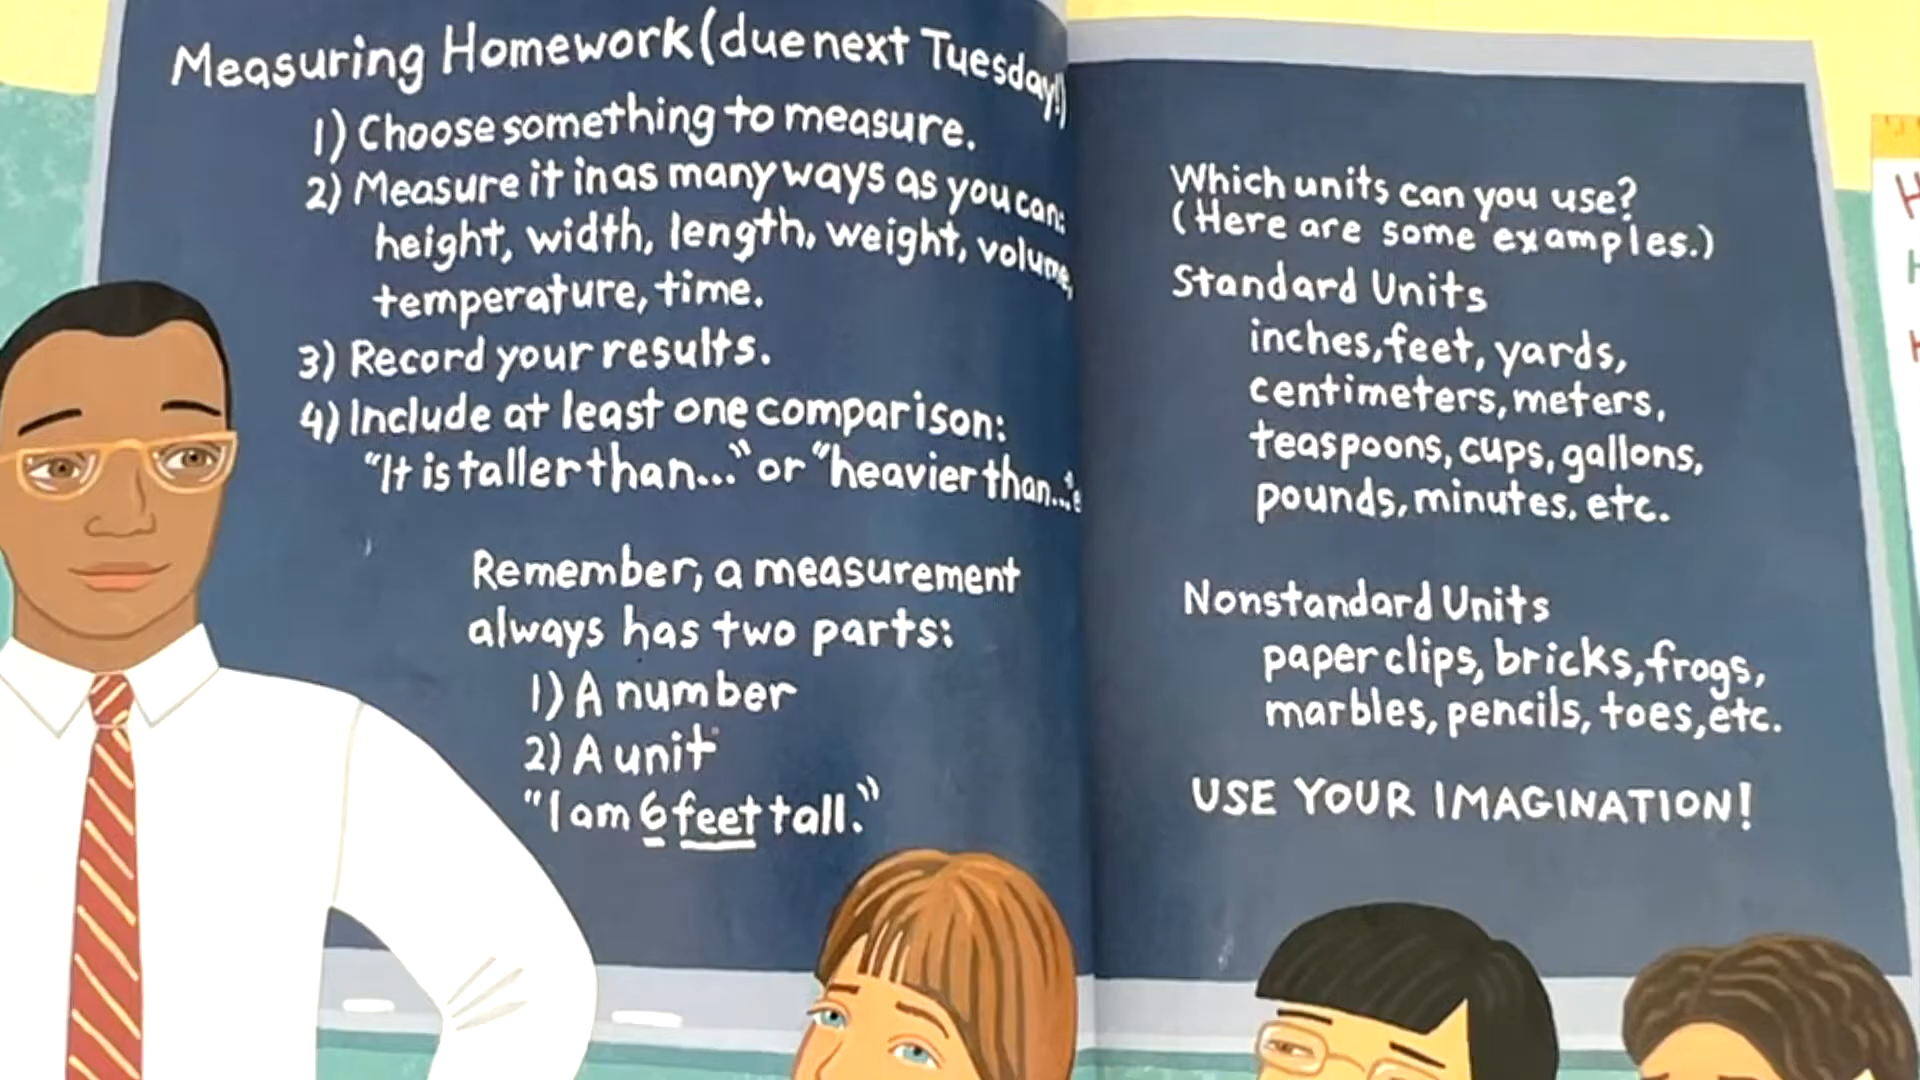 Measuring Homework (due next Tuesday!)
1) Choose something to measure.
2) Measure it in as many ways as you can:
height, width, length, weight, volume,
temperature, time.
3) Record your results.
4) Include at least one comparison:
"It is taller than..." or "heavier than..."
Remember, a measurement
always has two parts:
1) A number
2) A unit
"I am 6 feet tall."
Which units can you use?
(Here are some examples.)
Standard Units
inches, feet, yards,
centimeters, meters,
teaspoons, cups, gallons,
pounds, minutes, etc.
Nonstandard Units
paper clips, bricks, frogs,
marbles, pencils, toes, etc.
USE YOUR IMAGINATION!